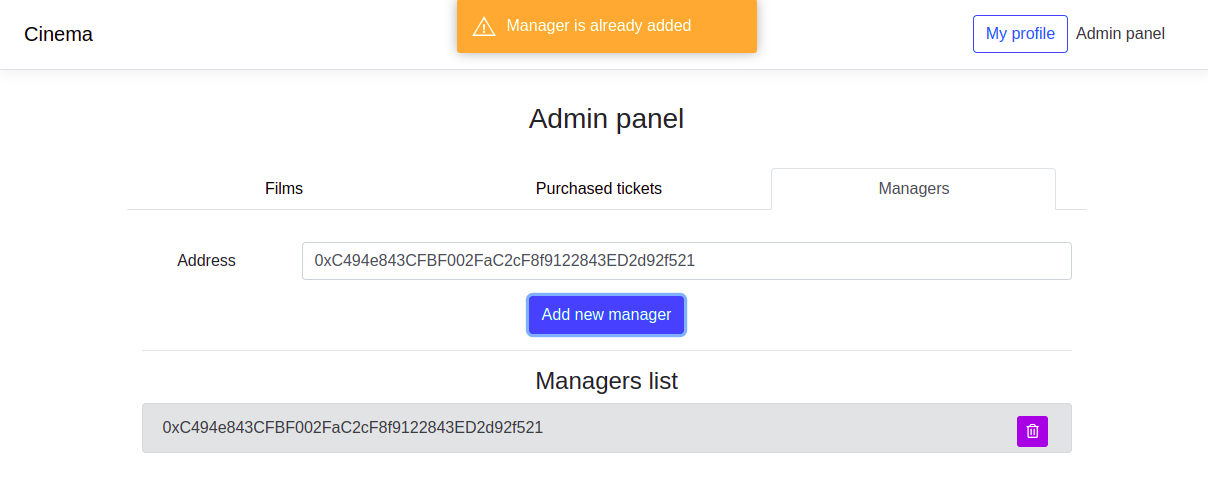 Cinema
Manager is already added
My profile
Admin panel
Admin panel
Films
Purchased tickets
Managers
Address
0xC494e843CFBF002FaC2cF8f9122843ED2d92f521
Add new manager
Managers list
0xC494e843CFBF002FaC2cF8f9122843ED2d92f521